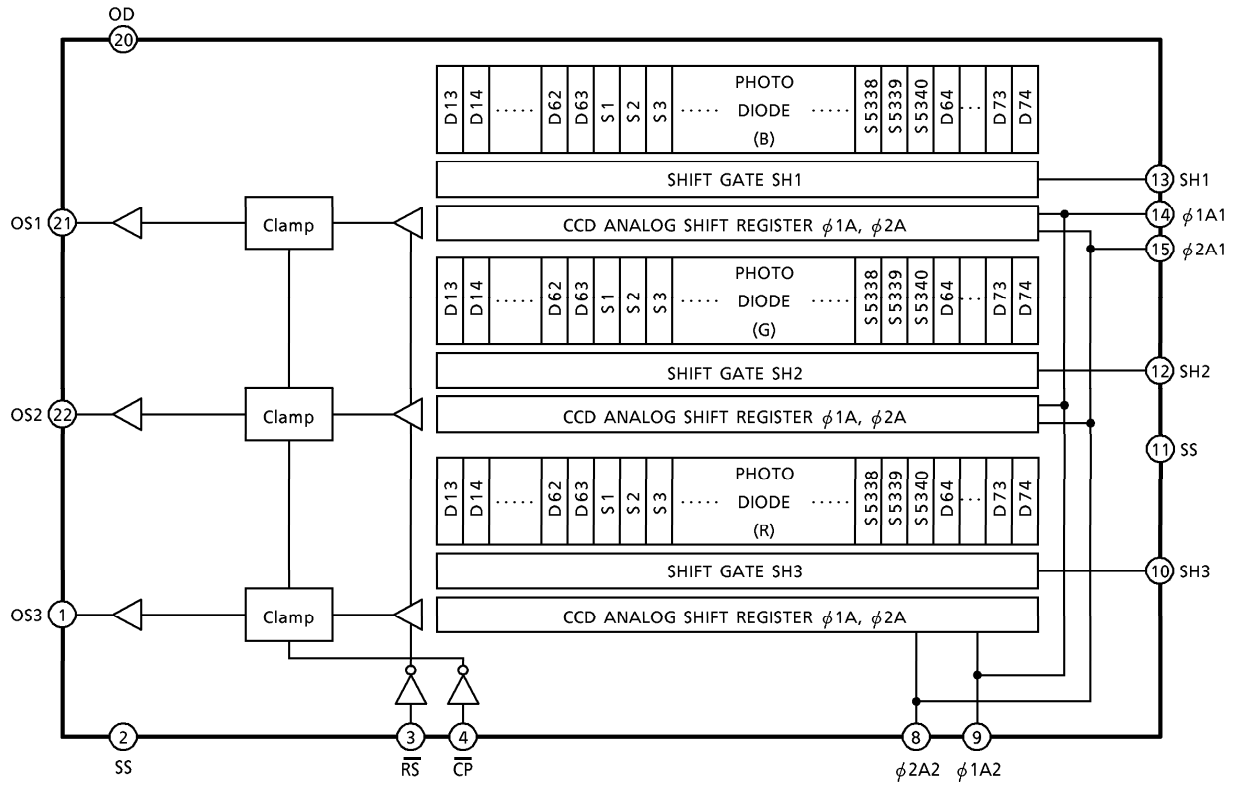 OD
20
D13 D14 ····· D62 D63 S1 S2 S3 ····· PHOTO DIODE (B) ····· S5338 S5339 S5340 D64 ··· D73 D74
SHIFT GATE SH1
13 SH1
OS1 21
Clamp
CCD ANALOG SHIFT REGISTER ϕ1A, ϕ2A
14 ϕ1A1
15 ϕ2A1
D13 D14 ····· D62 D63 S1 S2 S3 ····· PHOTO DIODE (G) ····· S5338 S5339 S5340 D64 ··· D73 D74
SHIFT GATE SH2
12 SH2
OS2 22
Clamp
CCD ANALOG SHIFT REGISTER ϕ1A, ϕ2A
11 SS
D13 D14 ····· D62 D63 S1 S2 S3 ····· PHOTO DIODE (R) ····· S5338 S5339 S5340 D64 ··· D73 D74
SHIFT GATE SH3
10 SH3
OS3 1
Clamp
CCD ANALOG SHIFT REGISTER ϕ1A, ϕ2A
2 3 4 8 9
SS R̅S̅ C̅P̅ ϕ2A2 ϕ1A2